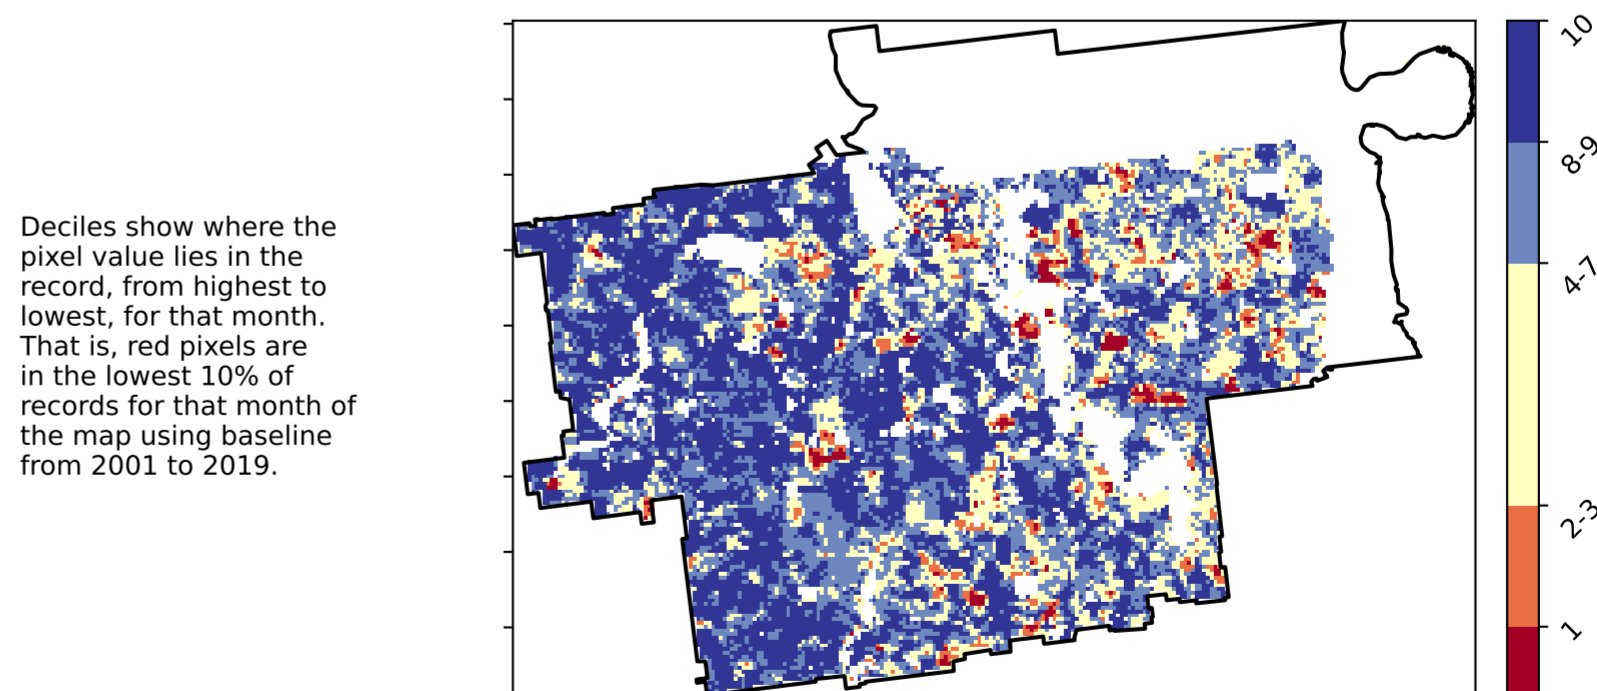 Deciles show where the
pixel value lies in the
record, from highest to
lowest, for that month.
That is, red pixels are
in the lowest 10% of
records for that month of
the map using baseline
from 2001 to 2019.
10
8-9
4-7
2-3
1